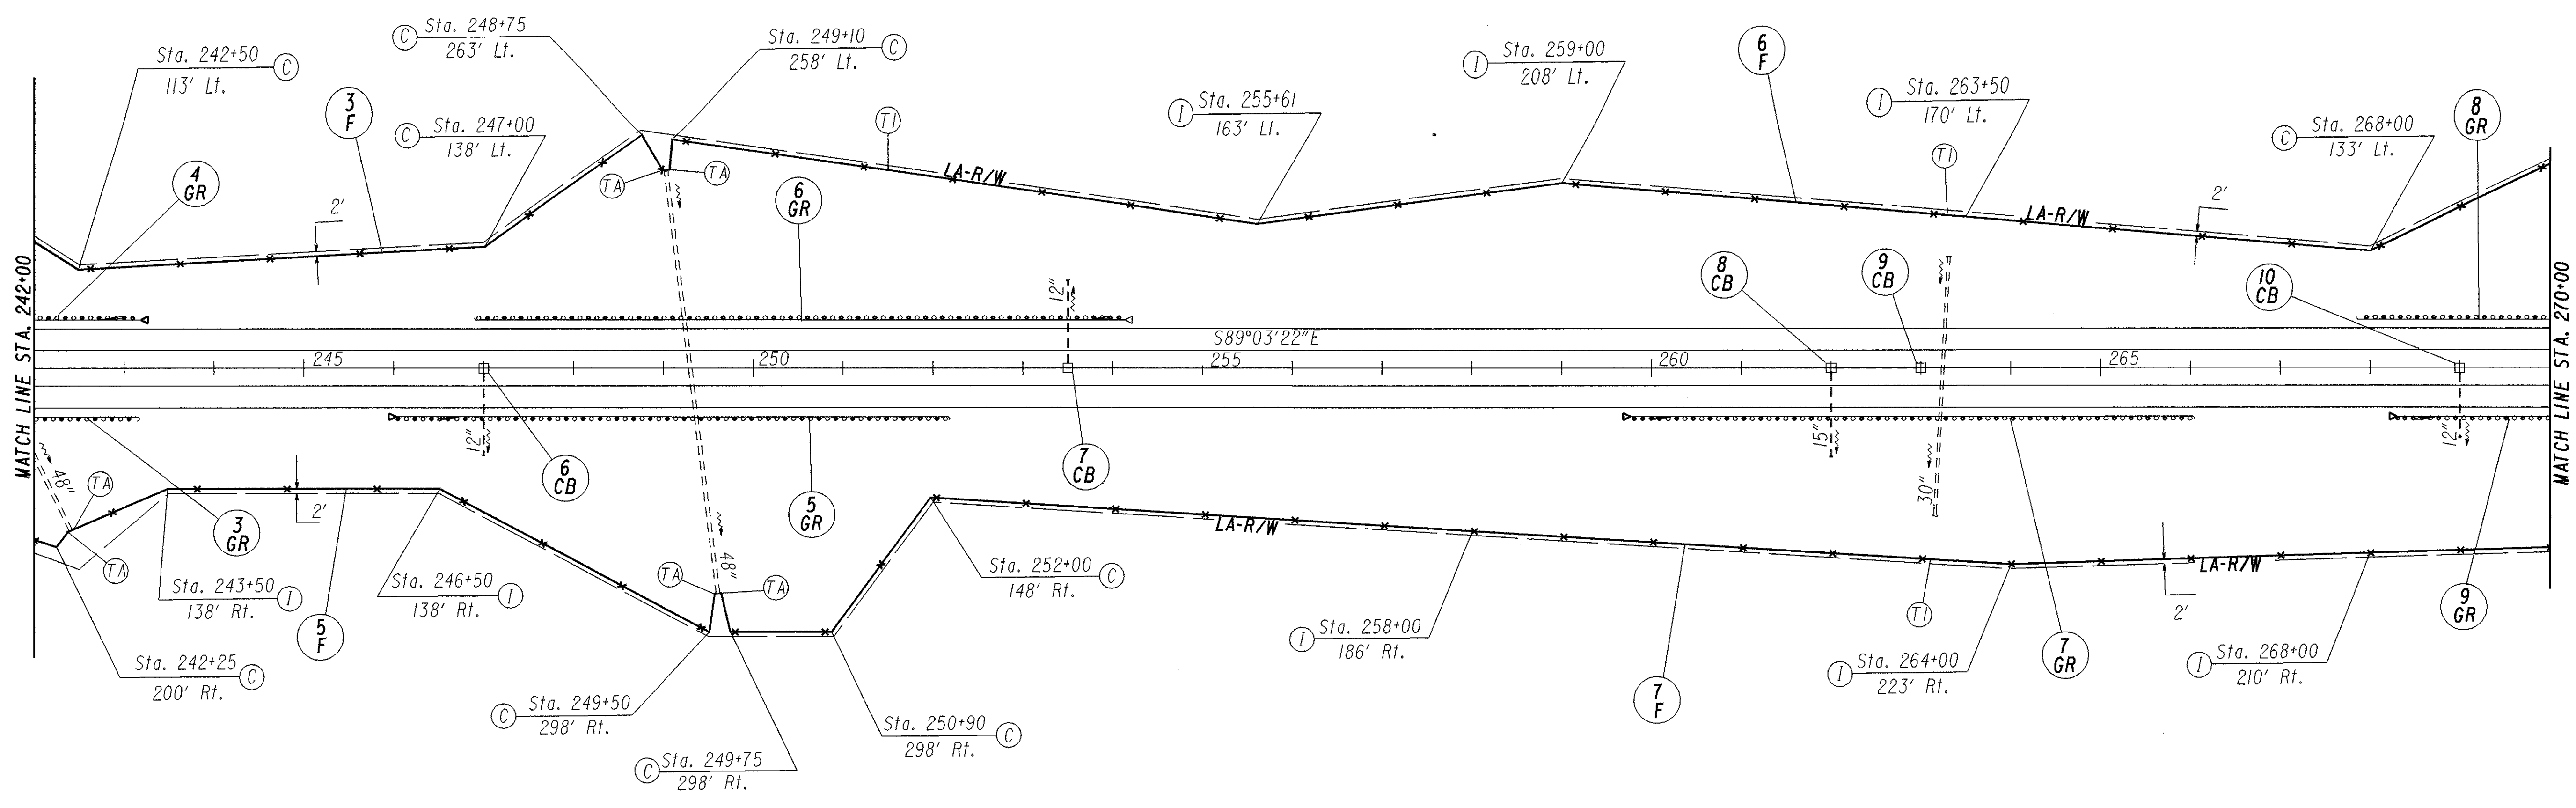 Sta. 242+50 C
113' Lt.
C Sta. 248+75
263' Lt.
Sta. 249+10 C
258' Lt.
I Sta. 259+00
208' Lt.
6
F
3
F
C Sta. 247+00
138' Lt.
TI
I Sta. 255+61
163' Lt.
I Sta. 263+50
170' Lt.
8
GR
C Sta. 268+00
133' Lt.
TI
4
GR
TA
TA
LA-R/W
6
GR
2'
2'
LA-R/W
MATCH LINE STA. 242+00
12"
8
CB
9
CB
10
CB
MATCH LINE STA. 270+00
S89°03'22"E
245
250
255
260
265
12"
15"
12"
48"
TA
6
CB
7
CB
30"
2'
5
GR
3
GR
LA-R/W
48"
TA
TA
TA
Sta. 243+50 I
138' Rt.
Sta. 246+50 I
138' Rt.
Sta. 252+00 C
148' Rt.
LA-R/W
2'
TI
9
GR
5
F
I Sta. 258+00
186' Rt.
Sta. 242+25 C
200' Rt.
7
F
I Sta. 264+00
223' Rt.
7
GR
I Sta. 268+00
210' Rt.
C Sta. 249+50
298' Rt.
Sta. 250+90 C
298' Rt.
C Sta. 249+75
298' Rt.